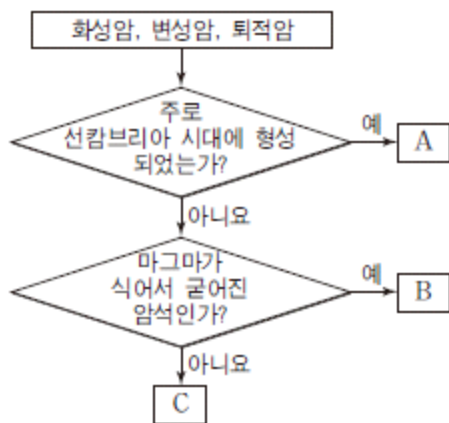 화성암, 변성암, 퇴적암
주로
선캄브리아 시대에 형성
되었는가?
예
A
아니요
마그마가
식어서 굳어진
암석인가?
예
B
아니요
C